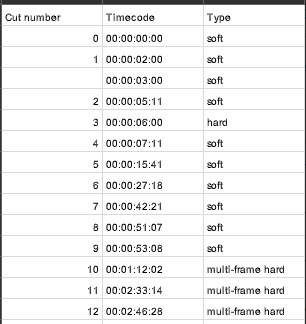 Cut number Timecode Type
0 00:00:00:00 soft
1 00:00:02:00 soft
00:00:03:00 soft
2 00:00:05:11 soft
3 00:00:06:00 hard
4 00:00:07:11 soft
5 00:00:15:41 soft
6 00:00:27:18 soft
7 00:00:42:21 soft
8 00:00:51:07 soft
9 00:00:53:08 soft
10 00:01:12:02 multi-frame hard
11 00:02:33:14 multi-frame hard
12 00:02:46:28 multi-frame hard